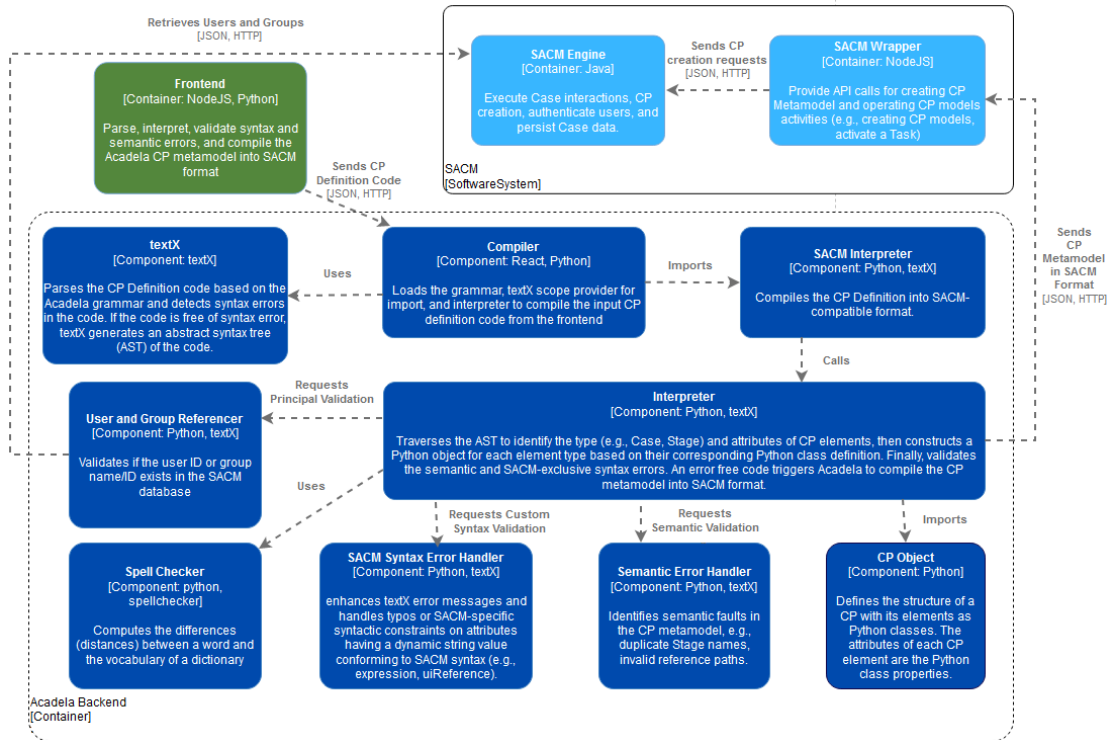 Retrieves Users and Groups
[JSON, HTTP]
Frontend
[Container: NodeJS, Python]
Parse, interpret, validate syntax and
semantic errors, and compile the
Acadela CP metamodel into SACM
format
SACM Engine
[Container: Java]
Execute Case interactions, CP
creation, authenticate users, and
persist Case data.
Sends CP
creation requests
[JSON, HTTP]
SACM Wrapper
[Container: NodeJS]
Provide API calls for creating CP
Metamodel and operating CP models
activities (e.g., creating CP models,
activate a Task)
SACM
[SoftwareSystem]
Sends CP
Definition Code
[JSON, HTTP]
Sends
CP
Metamodel
in SACM
Format
[JSON, HTTP]
textX
[Component: textX]
Parses the CP Definition code based on the
Acadela grammar and detects syntax errors
in the code. If the code is free of syntax error,
textX generates an abstract syntax tree
(AST) of the code.
Uses
Compiler
[Component: React, Python]
Loads the grammar, textX scope provider for
import, and interpreter to compile the input CP
definition code from the frontend
Imports
SACM Interpreter
[Component: Python, textX]
Compiles the CP Definition into SACM-
compatible format.
Calls
Requests
Principal Validation
User and Group Referencer
[Component: Python, textX]
Validates if the user ID or group
name/ID exists in the SACM
database
Interpreter
[Component: Python, textX]
Traverses the AST to identify the type (e.g., Case, Stage) and attributes of CP elements, then constructs a
Python object for each element type based on their corresponding Python class definition. Finally, validates
the semantic and SACM-exclusive syntax errors. An error free code triggers Acadela to compile the CP
metamodel into SACM format.
Uses
Requests Custom
Syntax Validation
Requests
Semantic Validation
Imports
Spell Checker
[Component: python,
spellchecker]
Computes the differences
(distances) between a word and
the vocabulary of a dictionary
SACM Syntax Error Handler
[Component: Python, textX]
enhances textX error messages and
handles typos or SACM-specific
syntactic constraints on attributes
having a dynamic string value
conforming to SACM syntax (e.g.,
expression, uiReference).
Semantic Error Handler
[Component: Python, textX]
Identifies semantic faults in
the CP metamodel, e.g.,
duplicate Stage names,
invalid reference paths.
CP Object
[Component: Python]
Defines the structure of a
CP with its elements as
Python classes. The
attributes of each CP
element are the Python
class properties.
Acadela Backend
[Container]